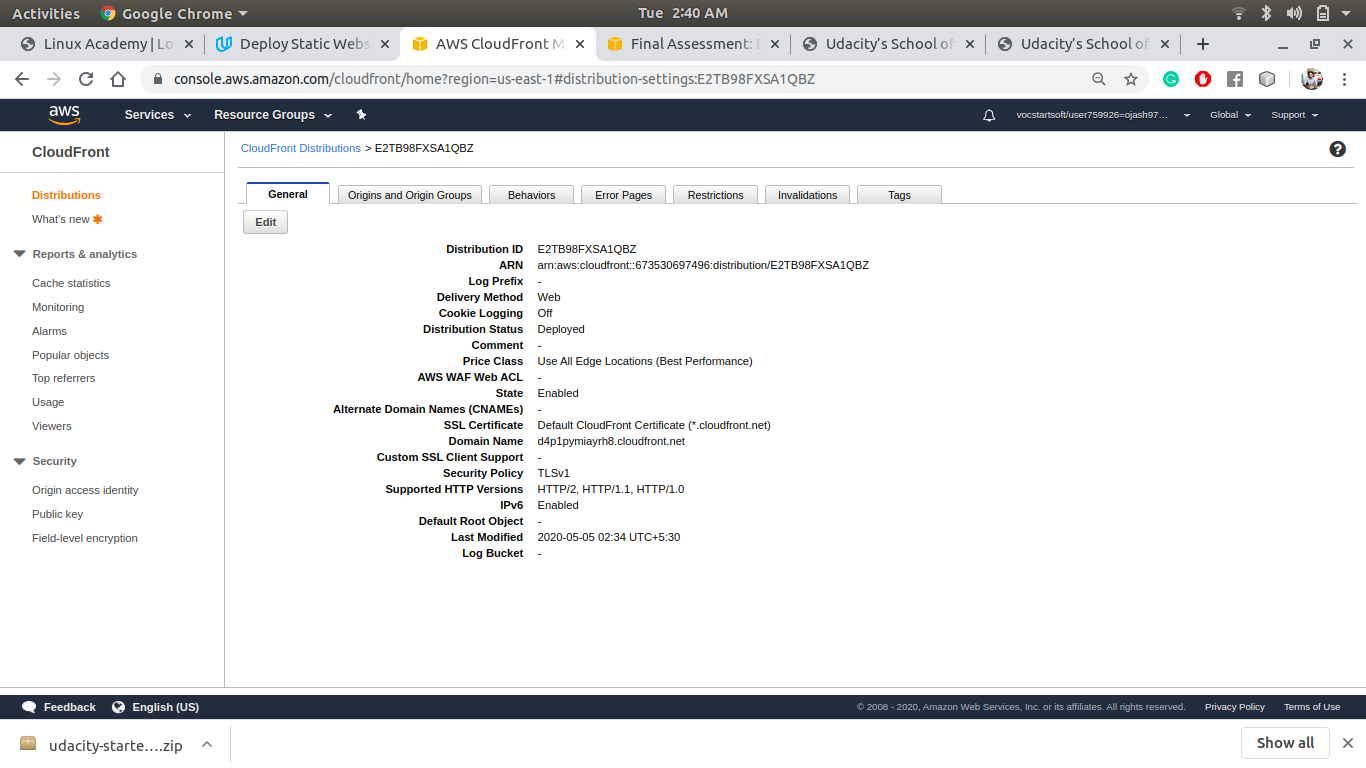 Activities Google Chrome Tue 2:40 AM
Linux Academy | Lo Deploy Static Webs AWS CloudFront M Final Assessment: D Udacity's School of Udacity's School of
console.aws.amazon.com/cloudfront/home?region=us-east-1#distribution-settings:E2TB98FXSA1QBZ
aws Services Resource Groups vocstartsoft/user759926=ojash97... Global Support
CloudFront
Distributions
What's new
Reports & analytics
Cache statistics
Monitoring
Alarms
Popular objects
Top referrers
Usage
Viewers
Security
Origin access identity
Public key
Field-level encryption
CloudFront Distributions > E2TB98FXSA1QBZ
General Origins and Origin Groups Behaviors Error Pages Restrictions Invalidations Tags
Edit
Distribution ID E2TB98FXSA1QBZ
ARN arn:aws:cloudfront::673530697496:distribution/E2TB98FXSA1QBZ
Log Prefix -
Delivery Method Web
Cookie Logging Off
Distribution Status Deployed
Comment -
Price Class Use All Edge Locations (Best Performance)
AWS WAF Web ACL -
State Enabled
Alternate Domain Names (CNAMEs) -
SSL Certificate Default CloudFront Certificate (*.cloudfront.net)
Domain Name d4p1pymiayrh8.cloudfront.net
Custom SSL Client Support -
Security Policy TLSv1
Supported HTTP Versions HTTP/2, HTTP/1.1, HTTP/1.0
IPv6 Enabled
Default Root Object -
Last Modified 2020-05-05 02:34 UTC+5:30
Log Bucket -
Feedback English (US) © 2008 - 2020, Amazon Web Services, Inc. or its affiliates. All rights reserved. Privacy Policy Terms of Use
udacity-starte....zip Show all